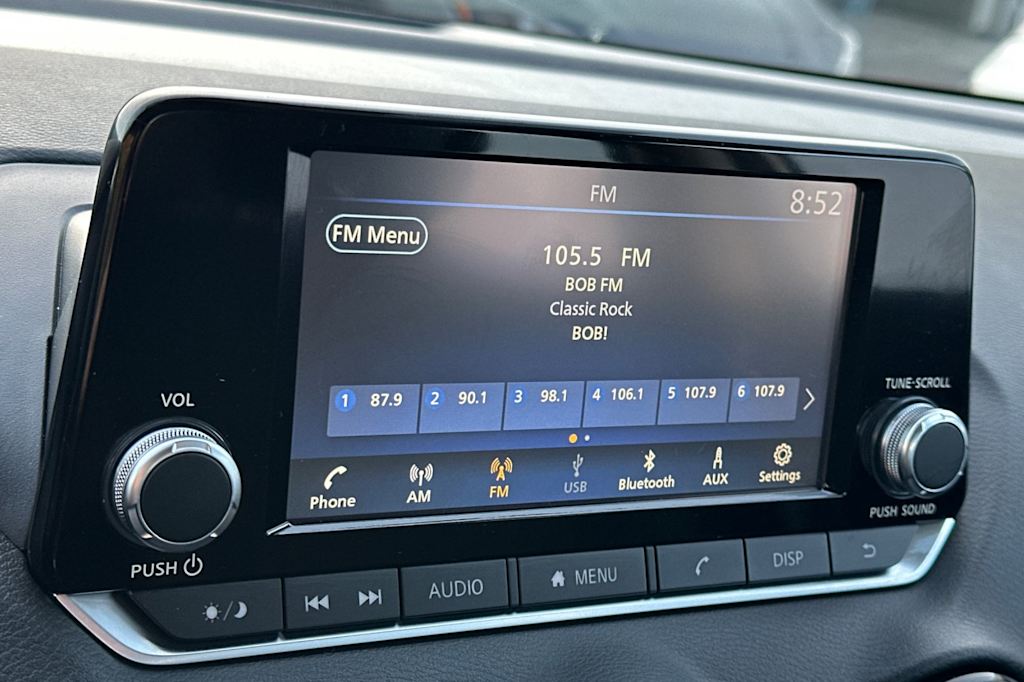 FM
8:52
FM Menu
105.5 FM
BOB FM
Classic Rock
BOB!
1 87.9
2 90.1
3 98.1
4 106.1
5 107.9
6 107.9
Phone
AM
FM
USB
Bluetooth
AUX
Settings
VOL
PUSH
TUNE-SCROLL
PUSH SOUND
AUDIO
MENU
DISP